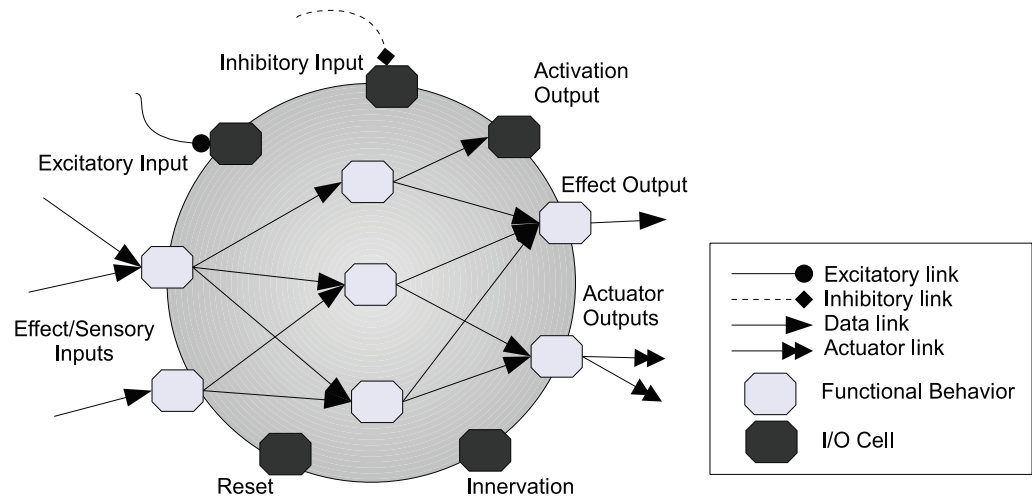 Inhibitory Input
Activation
Output
Excitatory Input
Effect Output
Effect/Sensory
Inputs
Actuator
Outputs
Reset
Innervation
Excitatory link
Inhibitory link
Data link
Actuator link
Functional Behavior
I/O Cell